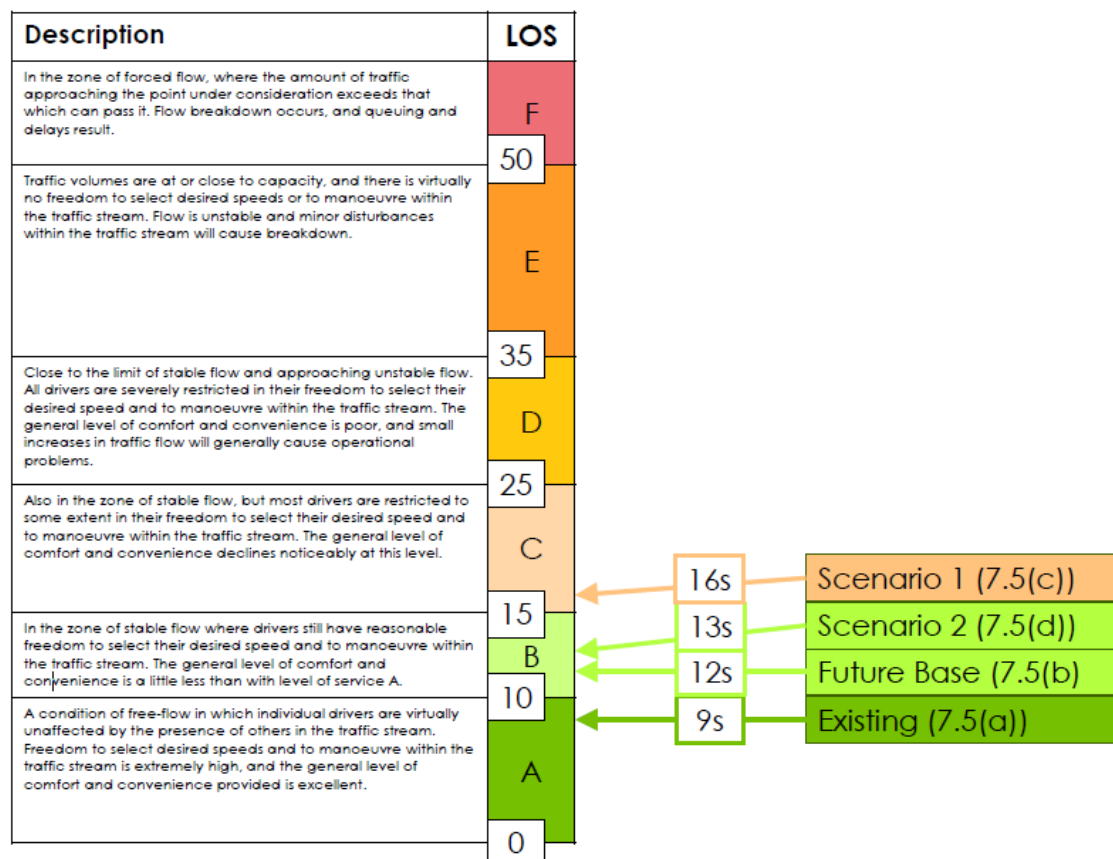 Description
LOS
In the zone of forced flow, where the amount of traffic
approaching the point under consideration exceeds that
which can pass it. Flow breakdown occurs, and queuing and
delays result.
F
50
Traffic volumes are at or close to capacity, and there is virtually
no freedom to select desired speeds or to manoeuvre within
the traffic stream. Flow is unstable and minor disturbances
within the traffic stream will cause breakdown.
E
35
Close to the limit of stable flow and approaching unstable flow.
All drivers are severely restricted in their freedom to select their
desired speed and to manoeuvre within the traffic stream. The
general level of comfort and convenience is poor, and small
increases in traffic flow will generally cause operational
problems.
D
25
Also in the zone of stable flow, but most drivers are restricted to
some extent in their freedom to select their desired speed and
to manoeuvre within the traffic stream. The general level of
comfort and convenience declines noticeably at this level.
C
15
In the zone of stable flow where drivers still have reasonable
freedom to select their desired speed and to manoeuvre within
the traffic stream. The general level of comfort and
convenience is a little less than with level of service A.
B
10
A condition of free-flow in which individual drivers are virtually
unaffected by the presence of others in the traffic stream.
Freedom to select desired speeds and to manoeuvre within the
traffic stream is extremely high, and the general level of
comfort and convenience provided is excellent.
A
0
16s
Scenario 1 (7.5(c))
13s
Scenario 2 (7.5(d))
12s
Future Base (7.5(b)
9s
Existing (7.5(a))